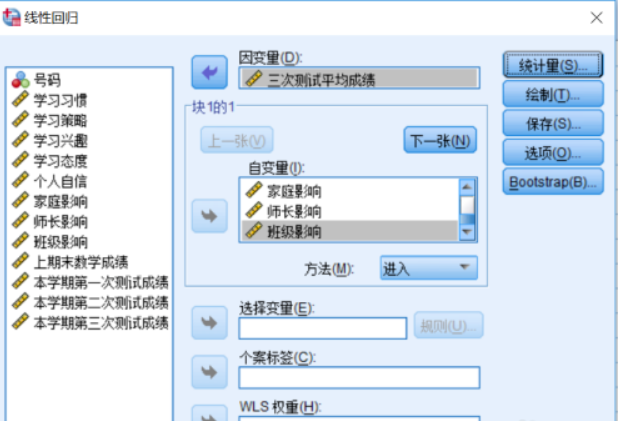 线性回归
号码
学习习惯
学习策略
学习兴趣
学习态度
个人自信
家庭影响
师长影响
班级影响
上期末数学成绩
本学期第一次测试成绩
本学期第二次测试成绩
本学期第三次测试成绩
因变量(D):
三次测试平均成绩
块1的1
上一张(V)
下一张(N)
自变量(I):
家庭影响
师长影响
班级影响
方法(M):
进入
选择变量(E):
规则(U)...
个案标签(C):
WLS 权重(H):
统计量(S)...
绘制(T)...
保存(S)...
选项(O)...
Bootstrap(B)...